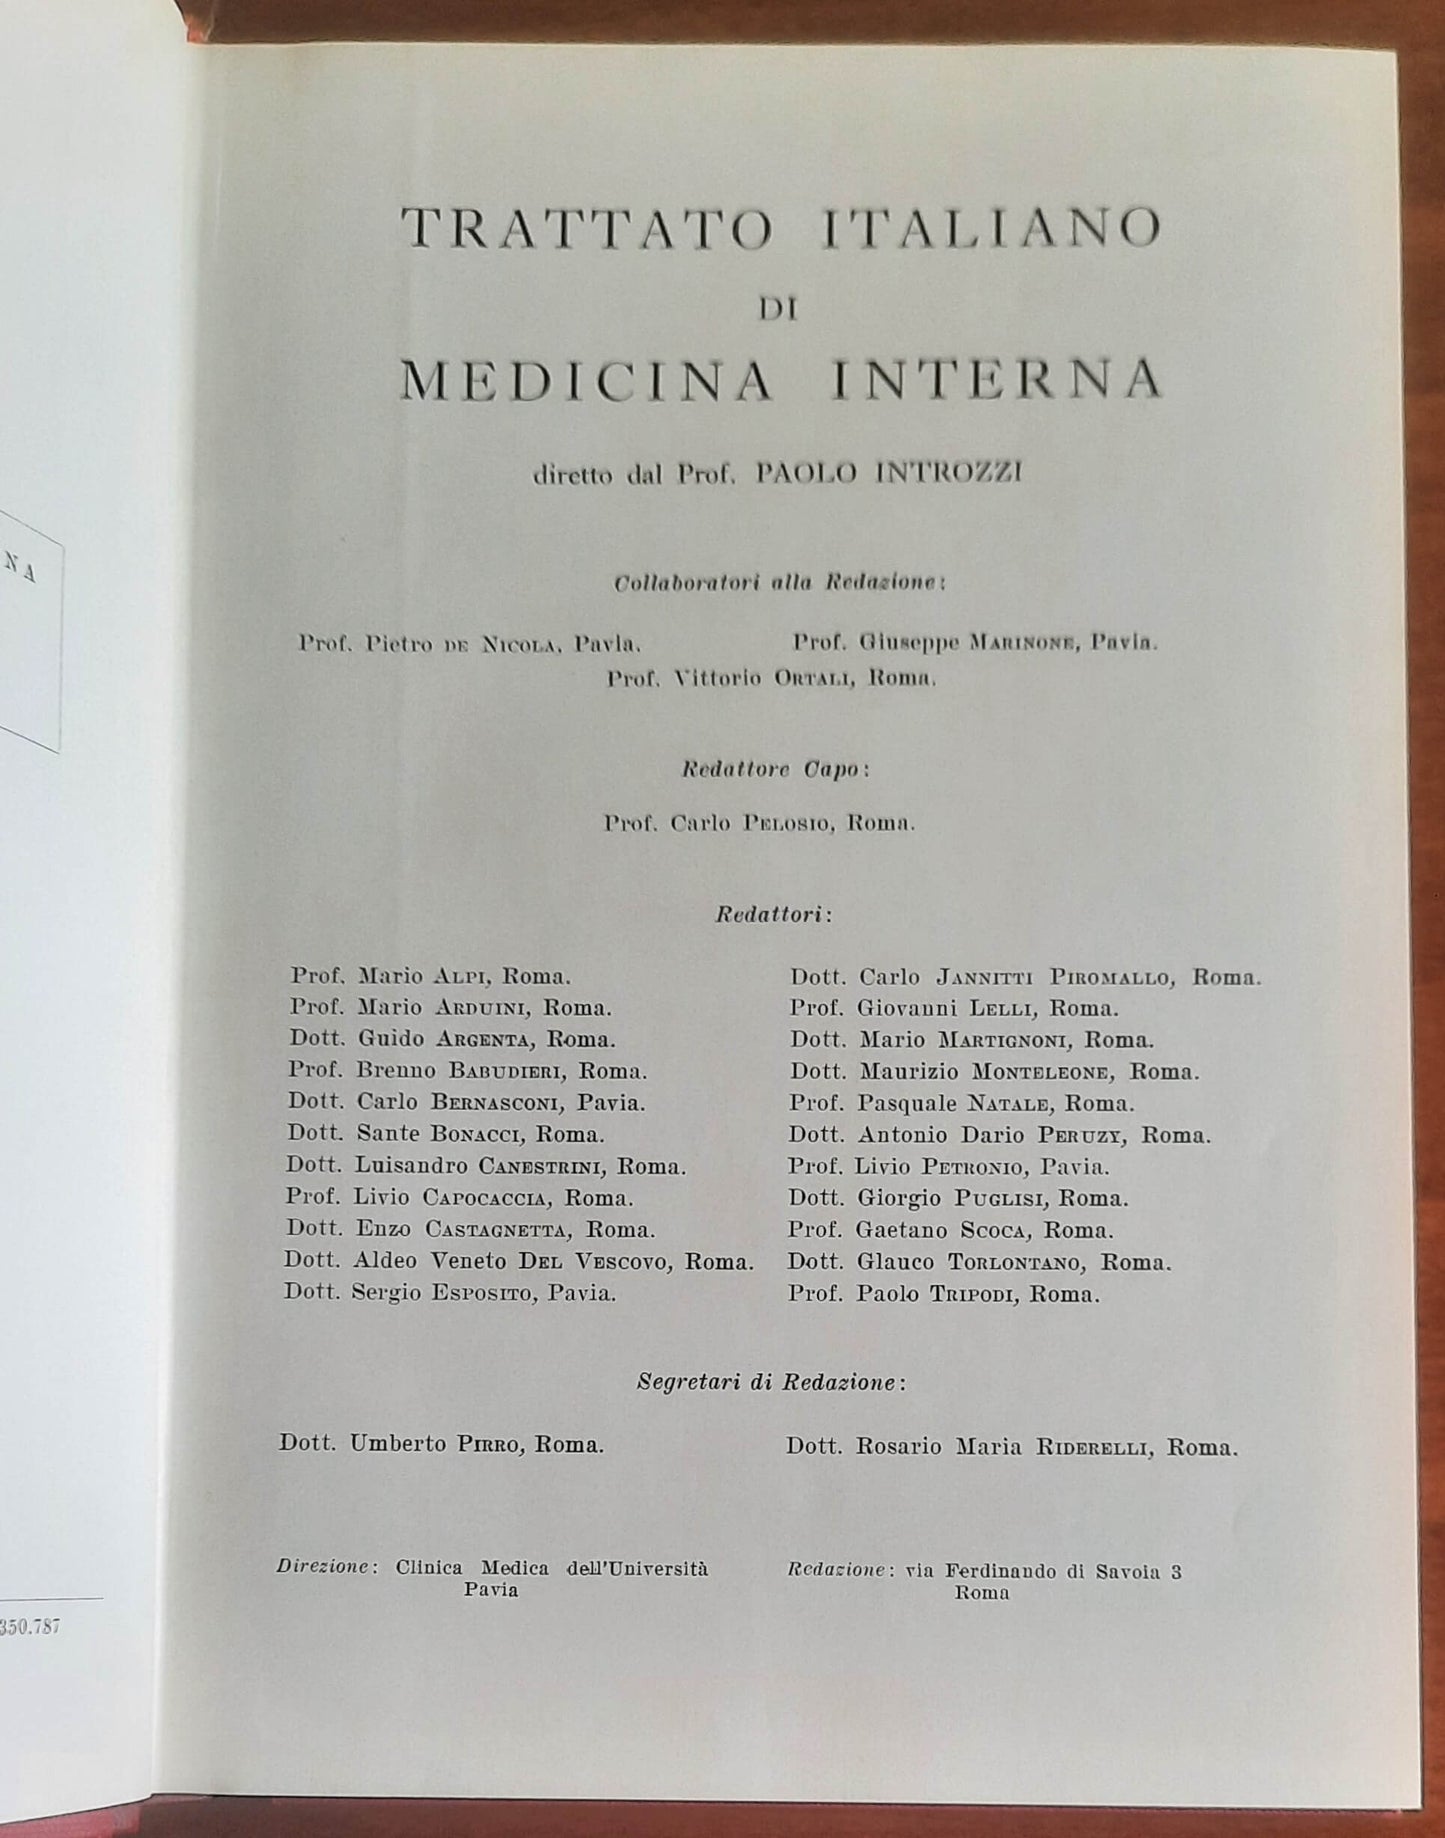 NA
350.787
TRATTATO ITALIANO
DI
MEDICINA INTERNA
diretto dal Prof. PAOLO INTROZZI
Collaboratori alla Redazione:
Prof. Pietro DE NICOLA, Pavia. Prof. Giuseppe MARINONE, Pavia.
Prof. Vittorio ORTALI, Roma.
Redattore Capo:
Prof. Carlo PELOSIO, Roma.
Redattori:
Prof. Mario ALPI, Roma.
Prof. Mario ARDUINI, Roma.
Dott. Guido ARGENTA, Roma.
Prof. Brenno BABUDIERI, Roma.
Dott. Carlo BERNASCONI, Pavia.
Dott. Sante BONACCI, Roma.
Dott. Luisandro CANESTRINI, Roma.
Prof. Livio CAPOCACCIA, Roma.
Dott. Enzo CASTAGNETTA, Roma.
Dott. Aldeo Veneto DEL VESCOVO, Roma.
Dott. Sergio ESPOSITO, Pavia.
Dott. Carlo JANNITTI PIROMALLO, Roma.
Prof. Giovanni LELLI, Roma.
Dott. Mario MARTIGNONI, Roma.
Dott. Maurizio MONTELEONE, Roma.
Prof. Pasquale NATALE, Roma.
Dott. Antonio Dario PERUZY, Roma.
Prof. Livio PETRONIO, Pavia.
Dott. Giorgio PUGLISI, Roma.
Prof. Gaetano SCOCA, Roma.
Dott. Glauco TORLONTANO, Roma.
Prof. Paolo TRIPODI, Roma.
Segretari di Redazione:
Dott. Umberto PIRRO, Roma. Dott. Rosario Maria RIDERELLI, Roma.
Direzione: Clinica Medica dell'Università
Pavia
Redazione: via Ferdinando di Savoia 3
Roma